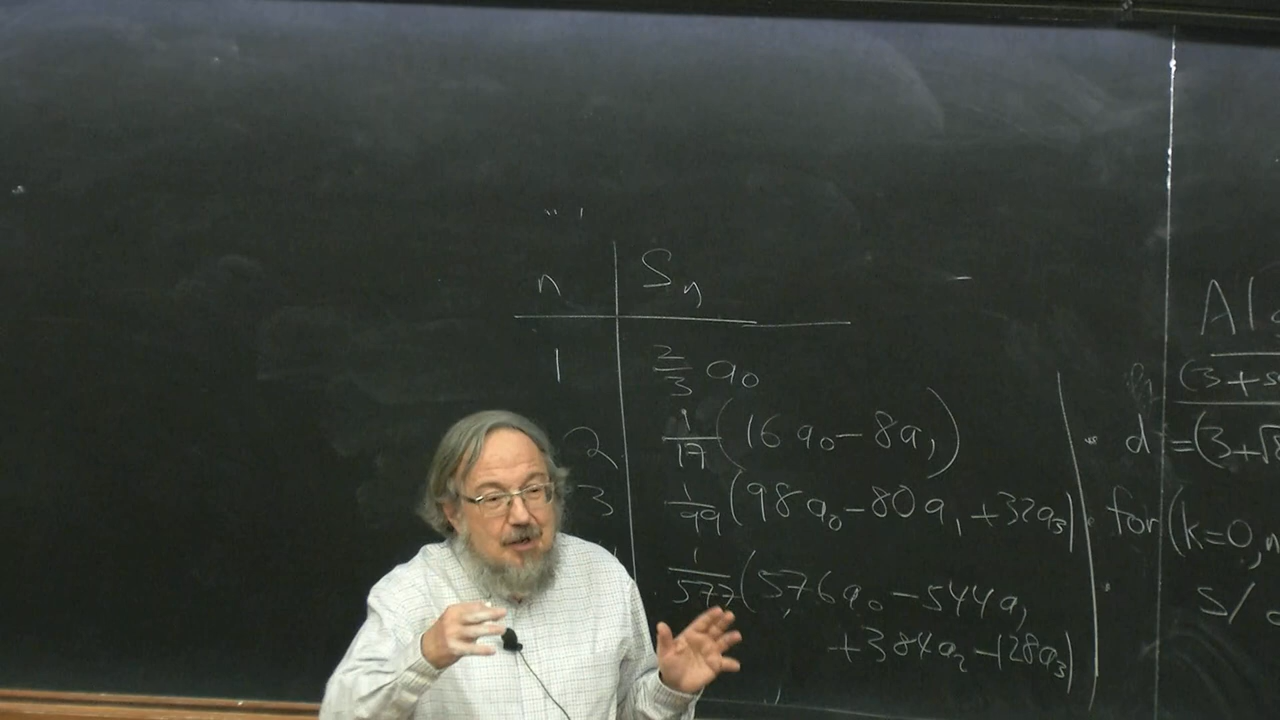 n | Sₙ
1 | 2/3 a₀
2 | 1/17 (16a₀ − 8a₁)
3 | 1/99 (98a₀ − 80a₁ + 32a₃)
1/577 (576a₀ − 544a₁
+ 384a₂ − 128a₃)
Al
(3+
d = (3+√8
for (k=0,n
S/